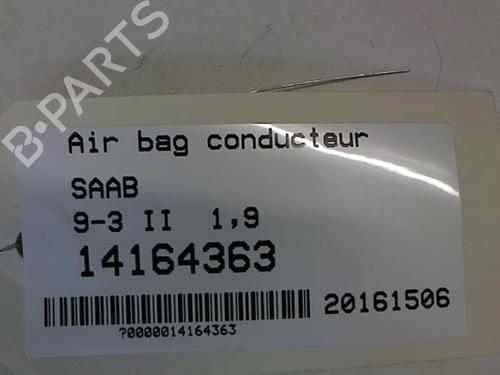 B-PARTS
Air bag conducteur
SAAB
9-3 II 1,9
14164363
20161506
?0000014164363